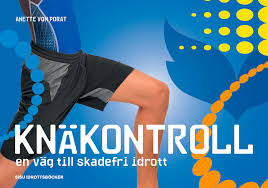 ANETTE VON PORAT
KNÄKONTROLL
en väg till skadefri idrott
SISU IDROTTSBÖCKER